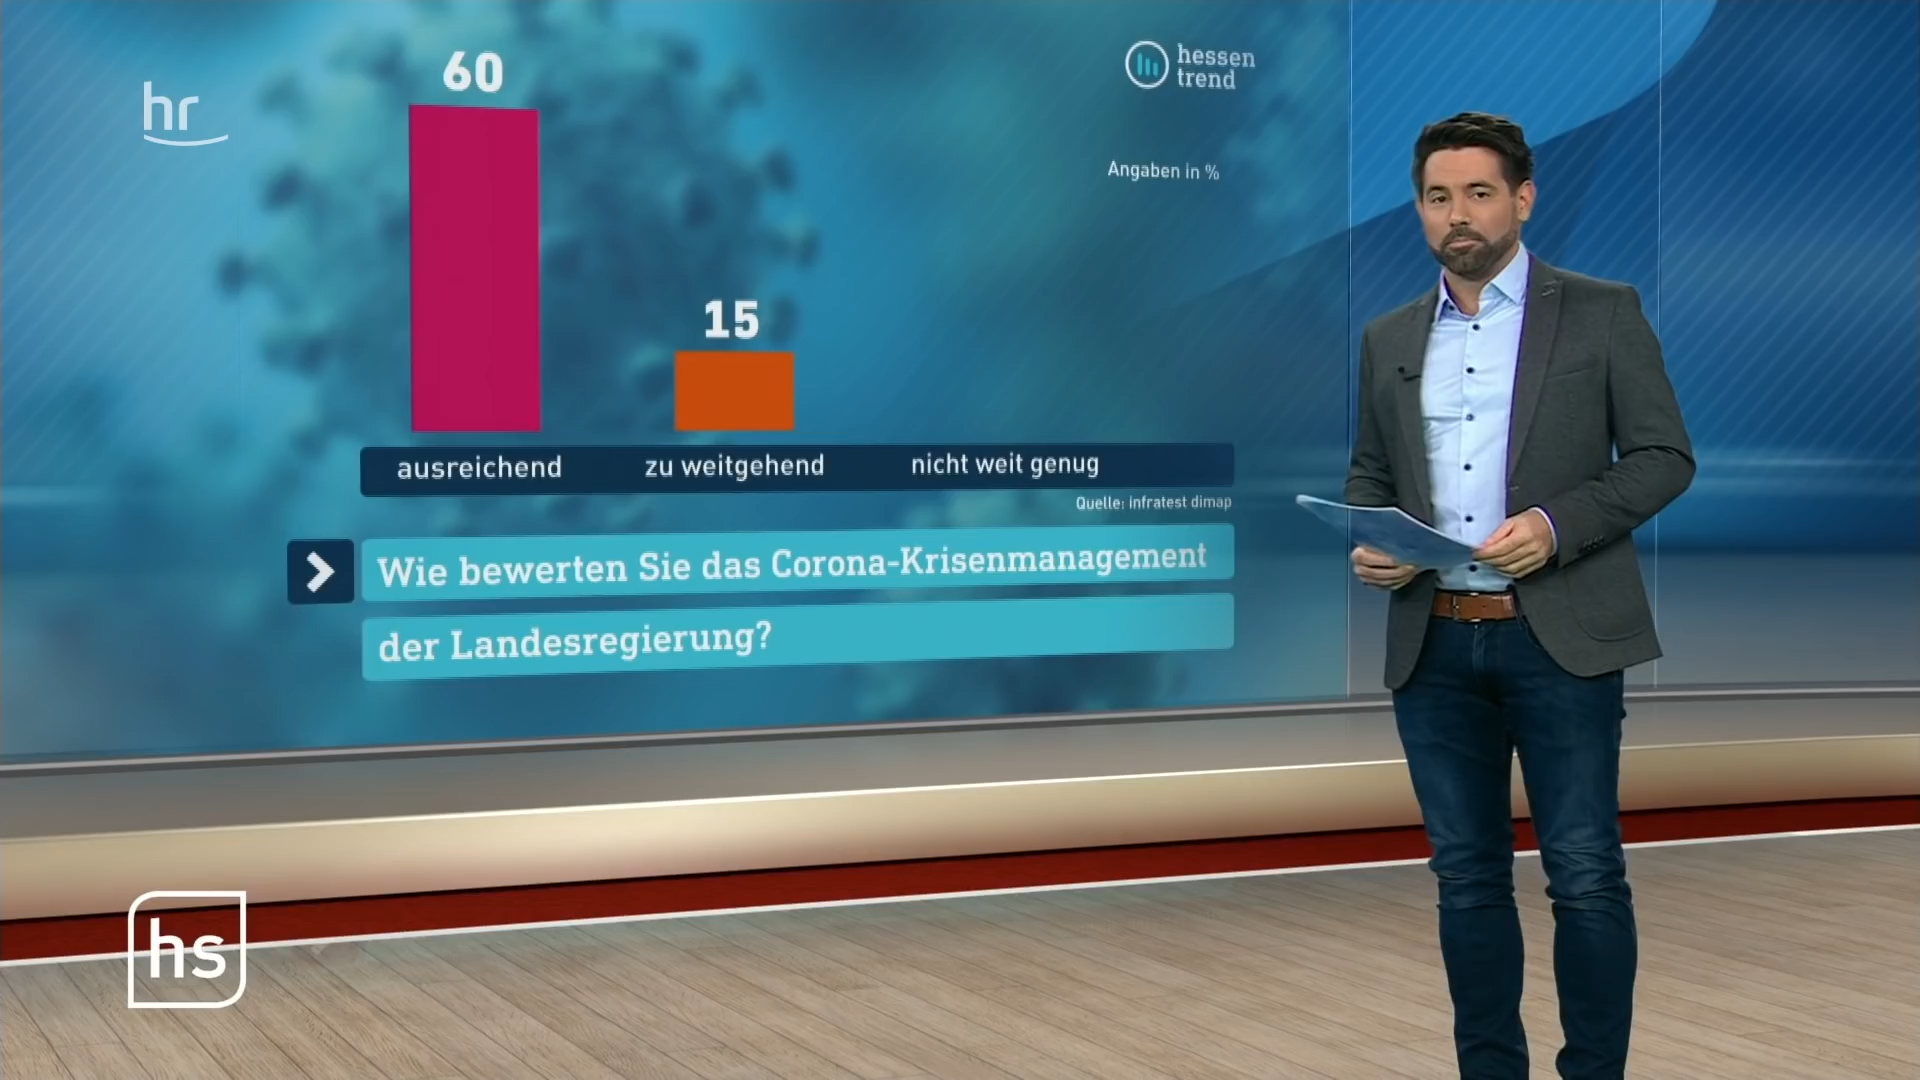 60
hessen
trend
hr
Angaben in %
15
ausreichend zu weitgehend nicht weit genug
Quelle: infratest dimap
Wie bewerten Sie das Corona-Krisenmanagement
der Landesregierung?
hs